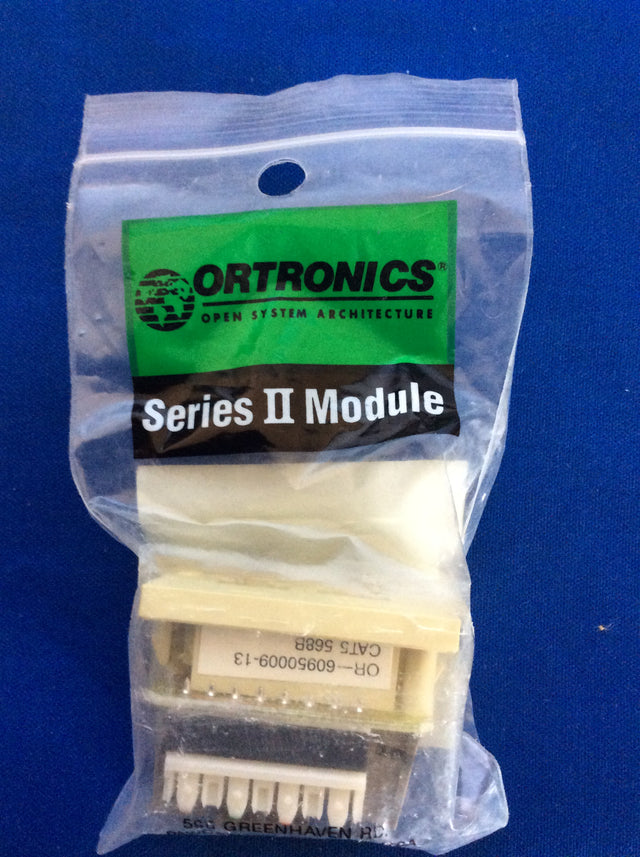 ORTRONICS®
OPEN SYSTEM ARCHITECTURE
Series II Module
OR-60950009-13
CAT5 568B
GREENHAVEN RD.